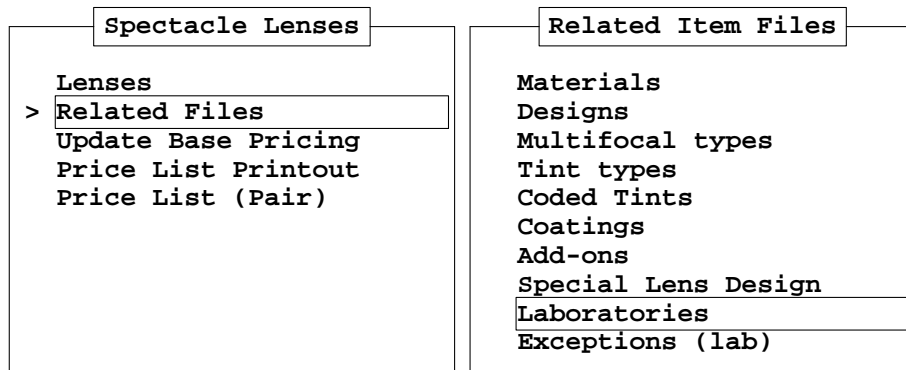 Spectacle Lenses
Lenses
> Related Files
Update Base Pricing
Price List Printout
Price List (Pair)
Related Item Files
Materials
Designs
Multifocal types
Tint types
Coded Tints
Coatings
Add-ons
Special Lens Design
Laboratories
Exceptions (lab)